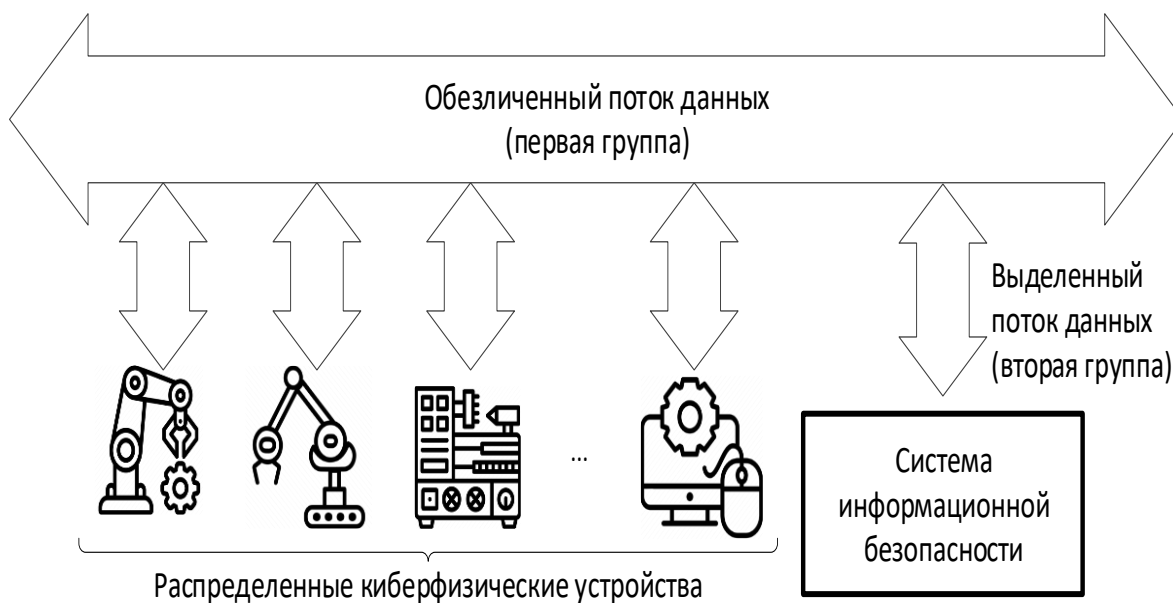 Обезличенный поток данных
(первая группа)
Выделенный
поток данных
(вторая группа)
...
Система
информационной
безопасности
Распределенные киберфизические устройства